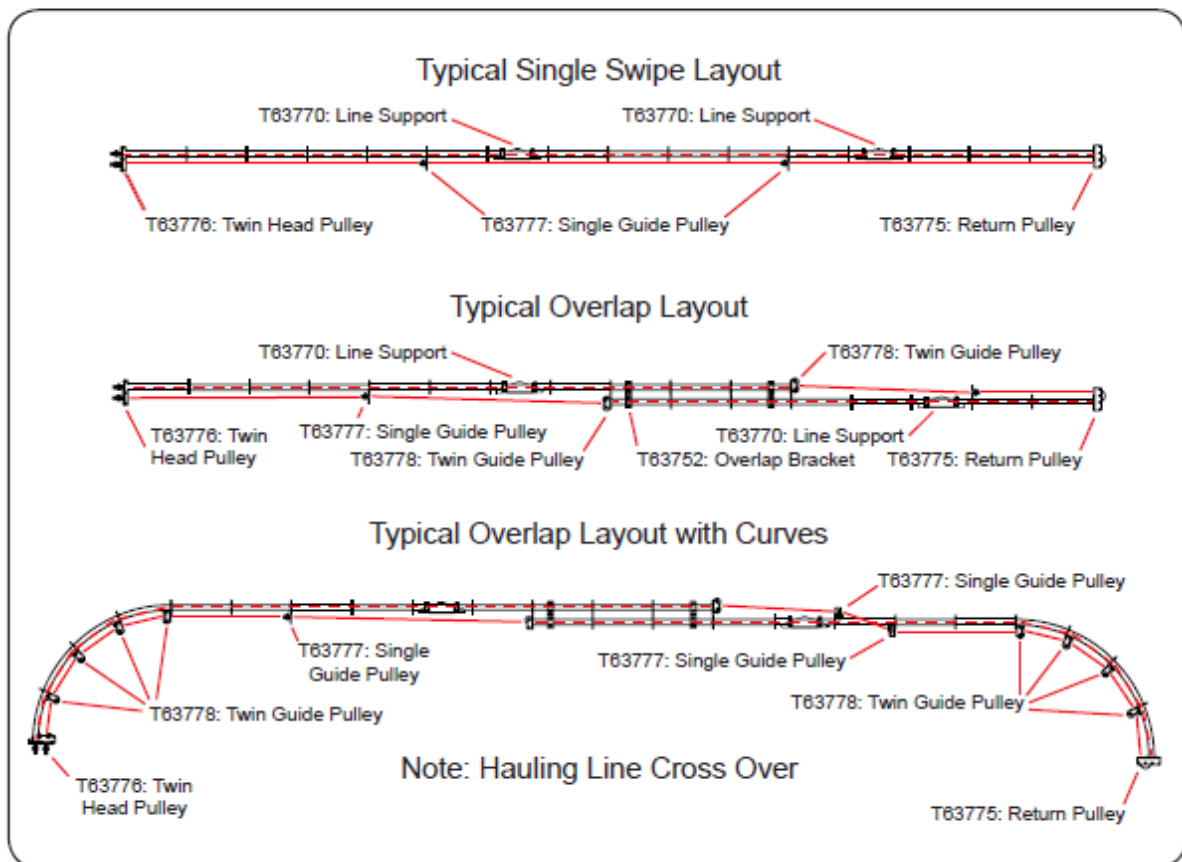 Typical Single Swipe Layout
T63770: Line Support
T63770: Line Support
T63776: Twin Head Pulley
T63777: Single Guide Pulley
T63775: Return Pulley
Typical Overlap Layout
T63770: Line Support
T63778: Twin Guide Pulley
T63776: Twin
Head Pulley
T63777: Single Guide Pulley
T63778: Twin Guide Pulley
T63770: Line Support
T63752: Overlap Bracket
T63775: Return Pulley
Typical Overlap Layout with Curves
T63777: Single Guide Pulley
T63777: Single
Guide Pulley
T63777: Single Guide Pulley
T63778: Twin Guide Pulley
T63778: Twin Guide Pulley
Note: Hauling Line Cross Over
T63776: Twin
Head Pulley
T63775: Return Pulley